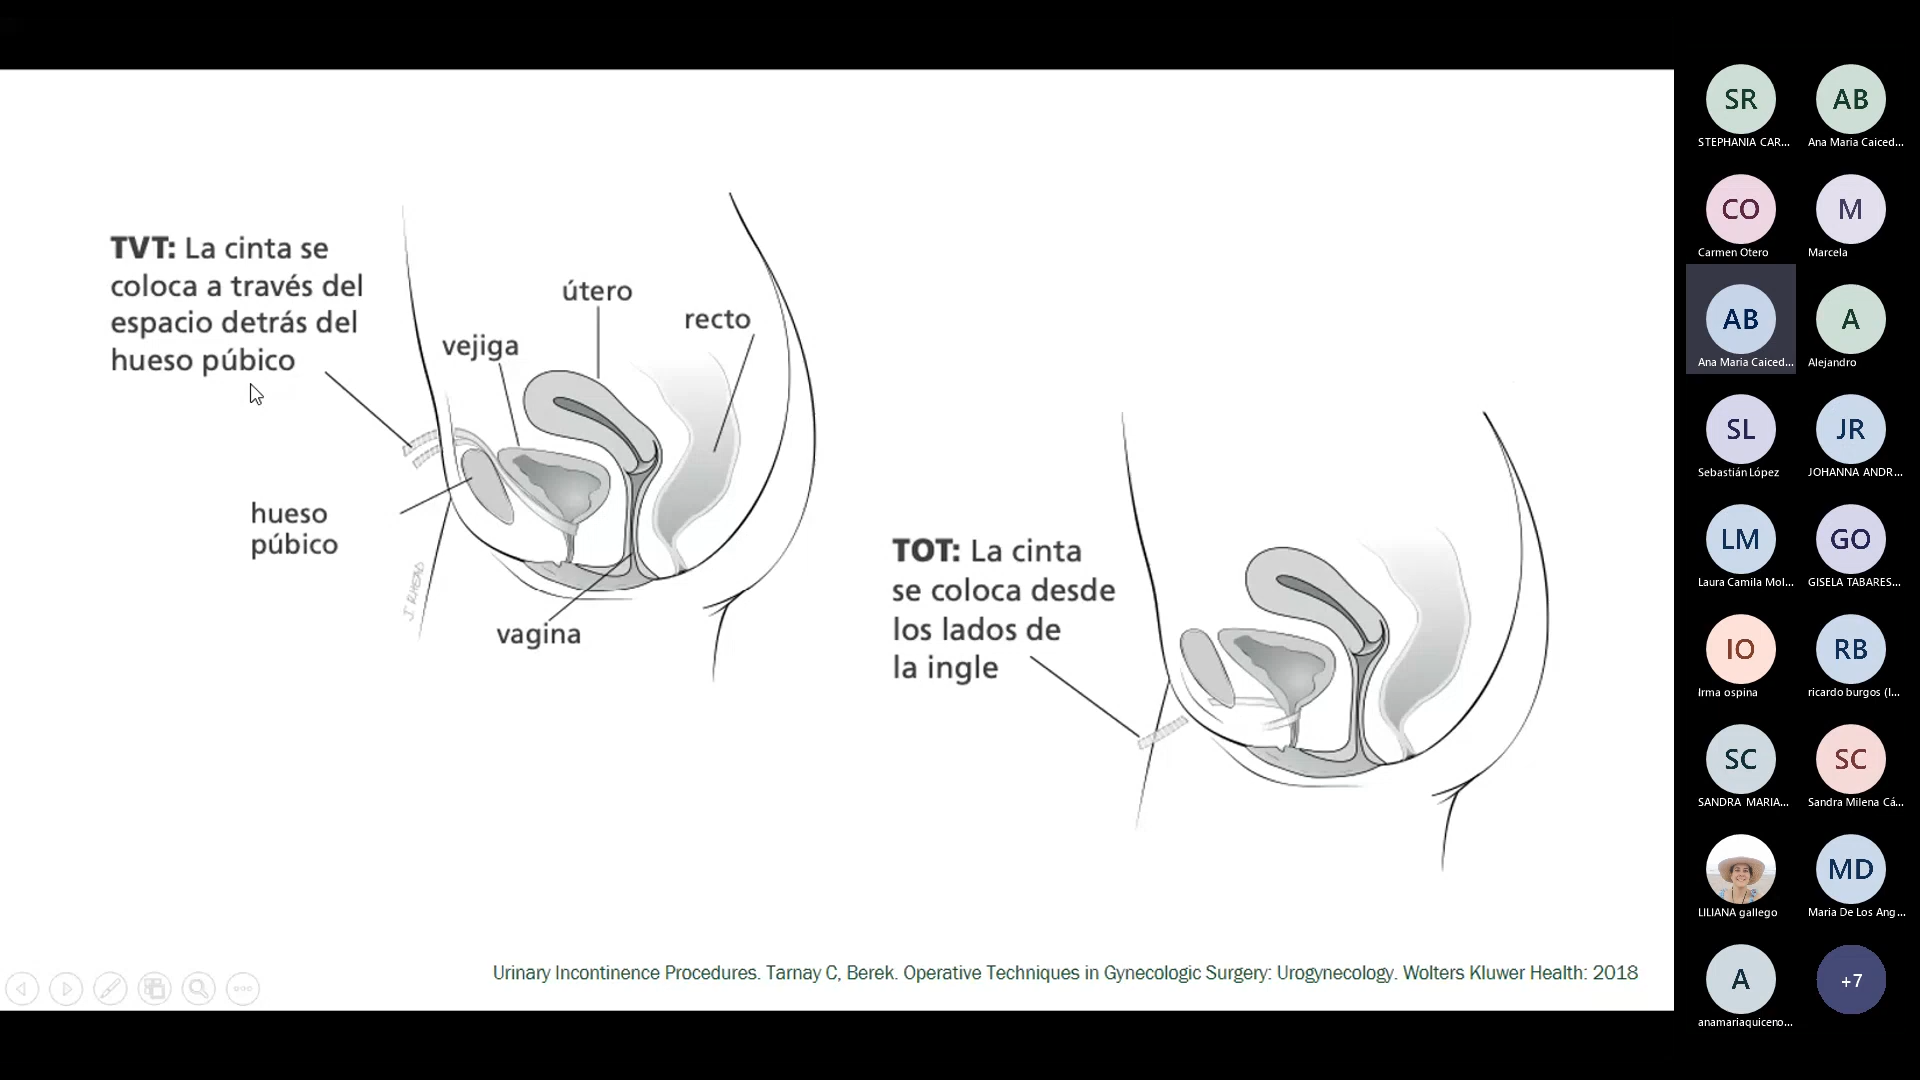 TVT: La cinta se
coloca a través del
espacio detrás del
hueso púbico
útero
recto
vejiga
hueso
púbico
vagina
J. RHEAD
TOT: La cinta
se coloca desde
los lados de
la ingle
Urinary Incontinence Procedures. Tarnay C, Berek. Operative Techniques in Gynecologic Surgery: Urogynecology. Wolters Kluwer Health: 2018
SR
STEPHANIA CAR...
AB
Ana Maria Caiced...
CO
Carmen Otero
M
Marcela
AB
Ana Maria Caiced...
A
Alejandro
SL
Sebastián López
JR
JOHANNA ANDR...
LM
Laura Camila Mol...
GO
GISELA TABARES...
IO
Irma ospina
RB
ricardo burgos (I...
SC
SANDRA MARIA...
SC
Sandra Milena Cá...
LILIANA gallego
MD
Maria De Los Ang...
A
anamariaquiceno...
+7